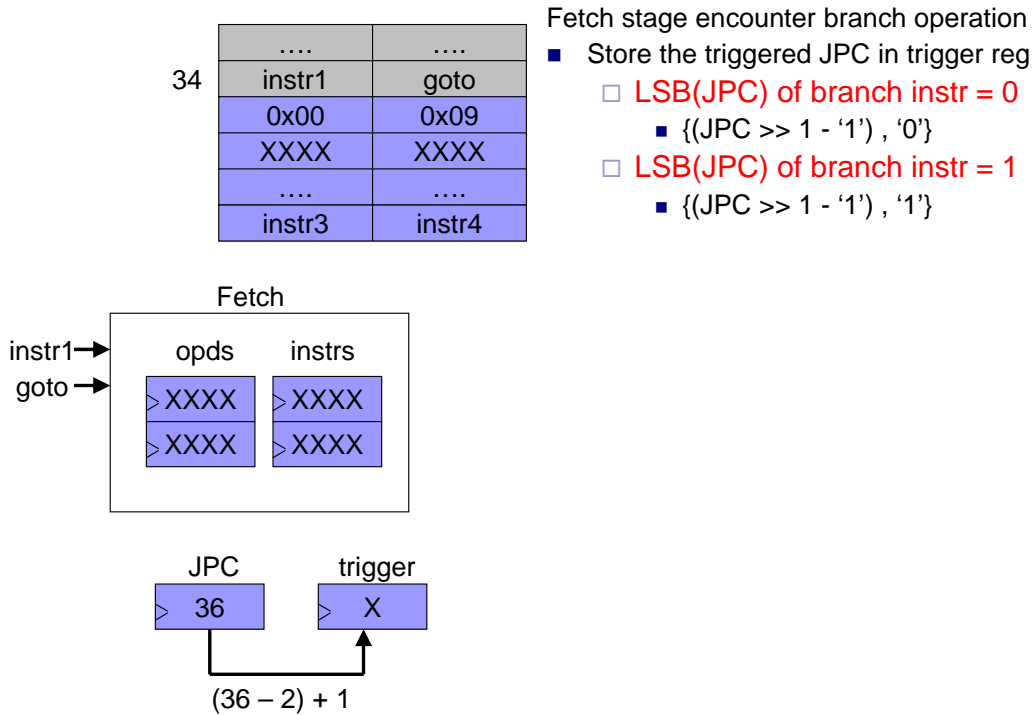 Fetch stage encounter branch operation
Store the triggered JPC in trigger reg
LSB(JPC) of branch instr = 0
{(JPC >> 1 - ‘1’) , ‘0’}
LSB(JPC) of branch instr = 1
{(JPC >> 1 - ‘1’) , ‘1’}
…. ….
34 instr1 goto
0x00 0x09
XXXX XXXX
…. ….
instr3 instr4
Fetch
instr1 opds instrs
goto XXXX XXXX
XXXX XXXX
JPC trigger
36 X
(36 – 2) + 1